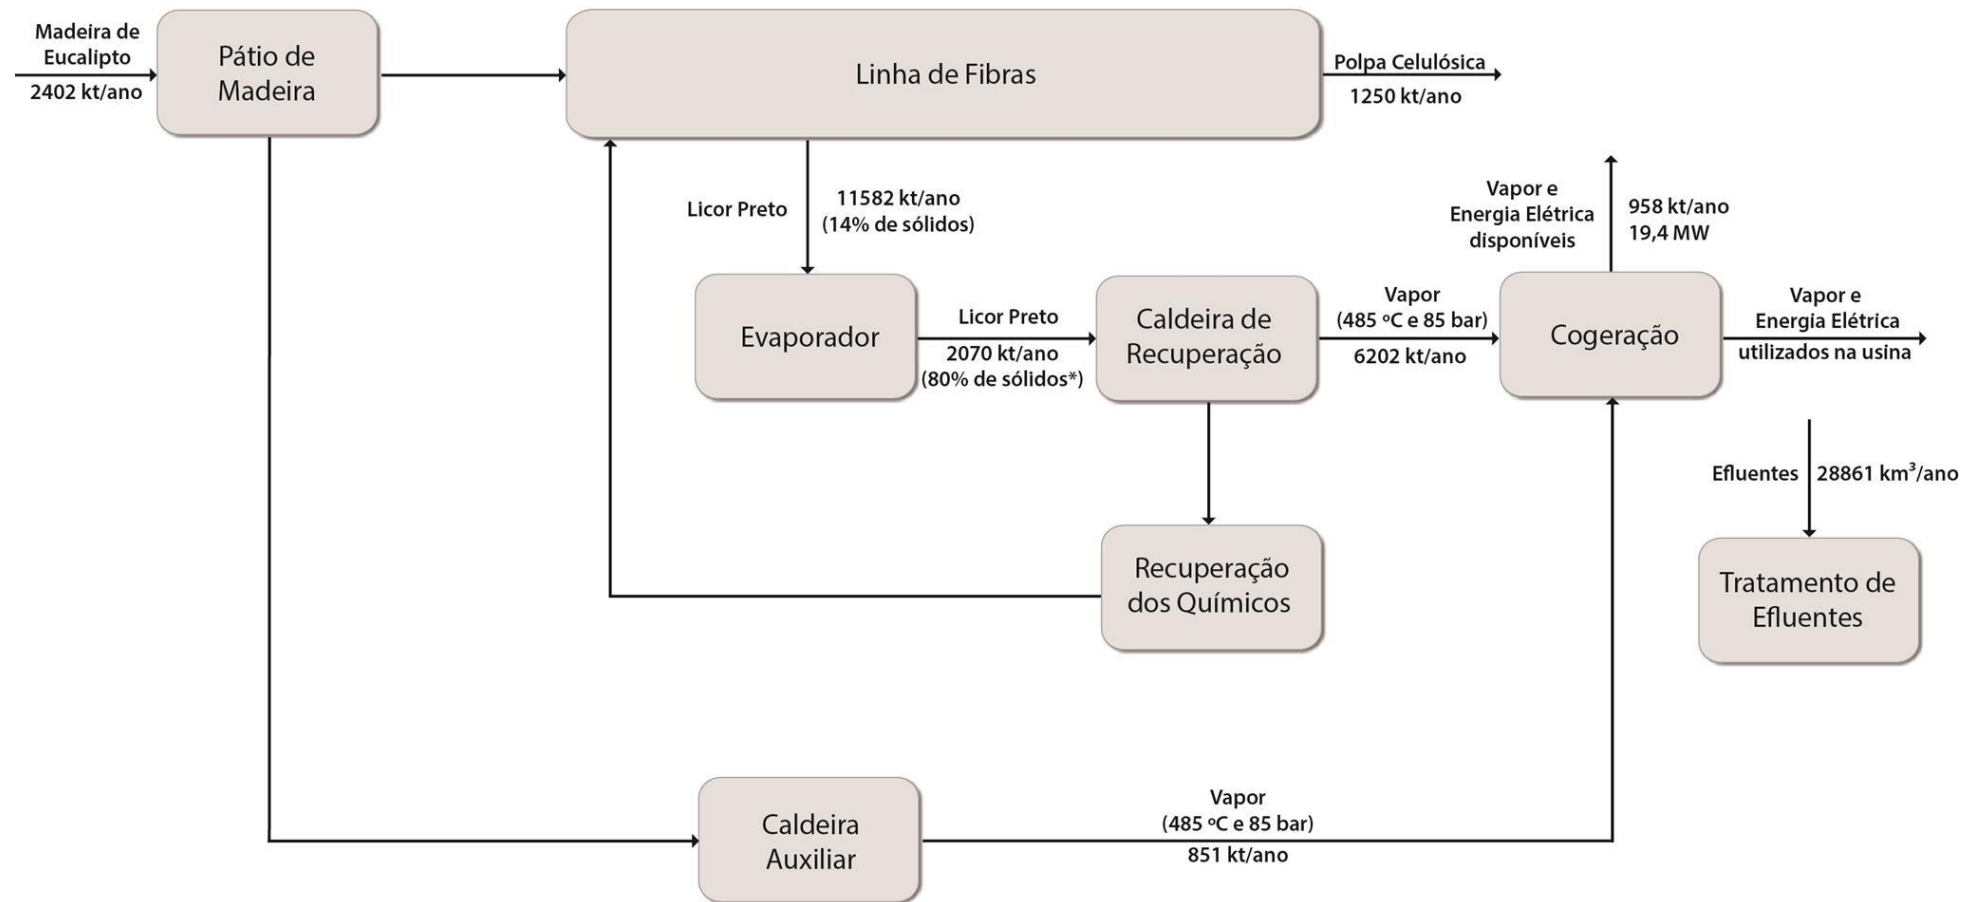 Madeira de
Eucalipto
2402 kt/ano
Pátio de
Madeira
Linha de Fibras
Polpa Celulósica
1250 kt/ano
Licor Preto
11582 kt/ano
(14% de sólidos)
Vapor e
Energia Elétrica
disponíveis
958 kt/ano
19,4 MW
Evaporador
Licor Preto
2070 kt/ano
(80% de sólidos*)
Caldeira de
Recuperação
Vapor
(485 ºC e 85 bar)
6202 kt/ano
Cogeração
Vapor e
Energia Elétrica
utilizados na usina
Efluentes
28861 km³/ano
Recuperação
dos Químicos
Tratamento de
Efluentes
Caldeira
Auxiliar
Vapor
(485 ºC e 85 bar)
851 kt/ano